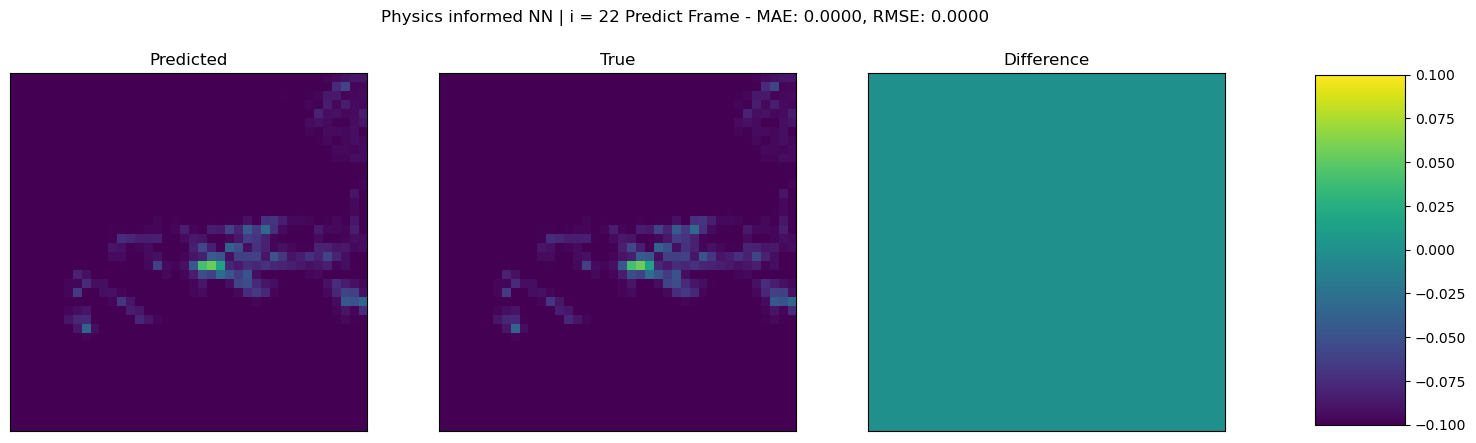 Physics informed NN | i = 22 Predict Frame - MAE: 0.0000, RMSE: 0.0000
Predicted
True
Difference
0.100
0.075
0.050
0.025
0.000
−0.025
−0.050
−0.075
−0.100